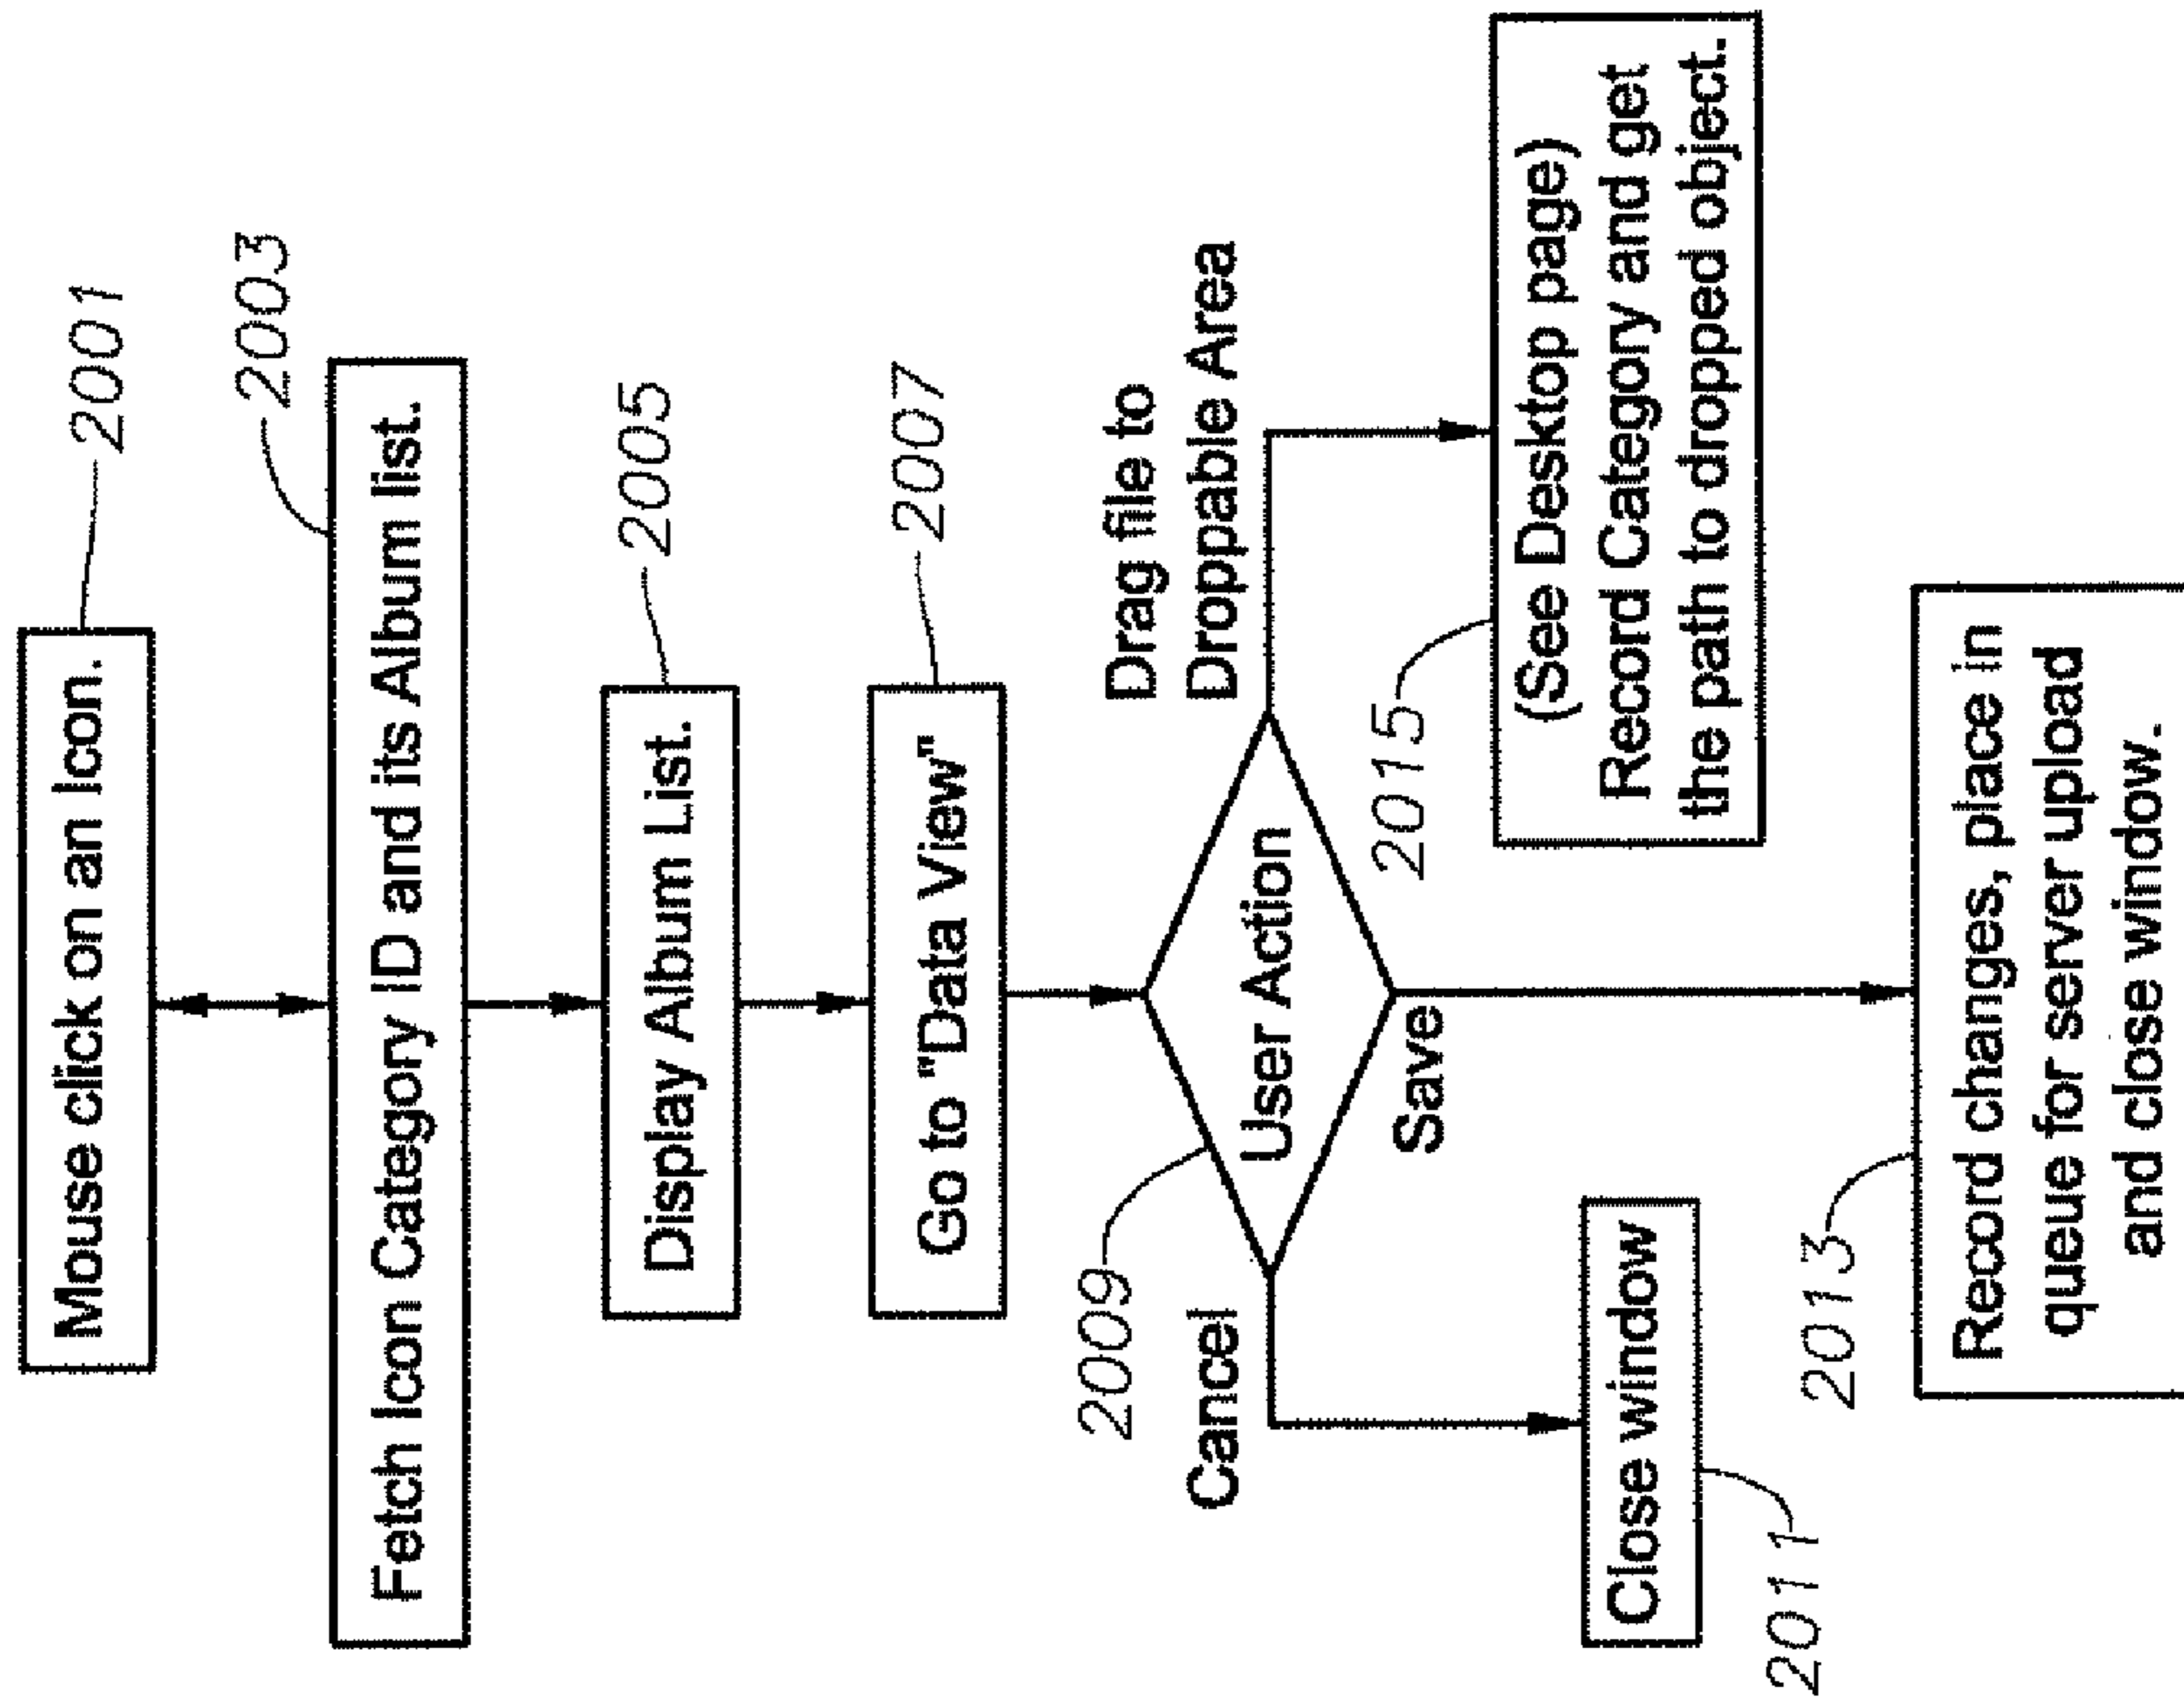 Mouse click on an Icon.
2001
Fetch Icon Category ID and its Album list.
2003
Display Album List.
2005
Go to "Data View"
2007
User Action
2009
Cancel
Save
Drag file to
Droppable Area
Close window
2011
Record changes, place in
queue for server upload
and close window.
2013
(See Desktop page)
Record Category and get
the path to dropped object.
2015